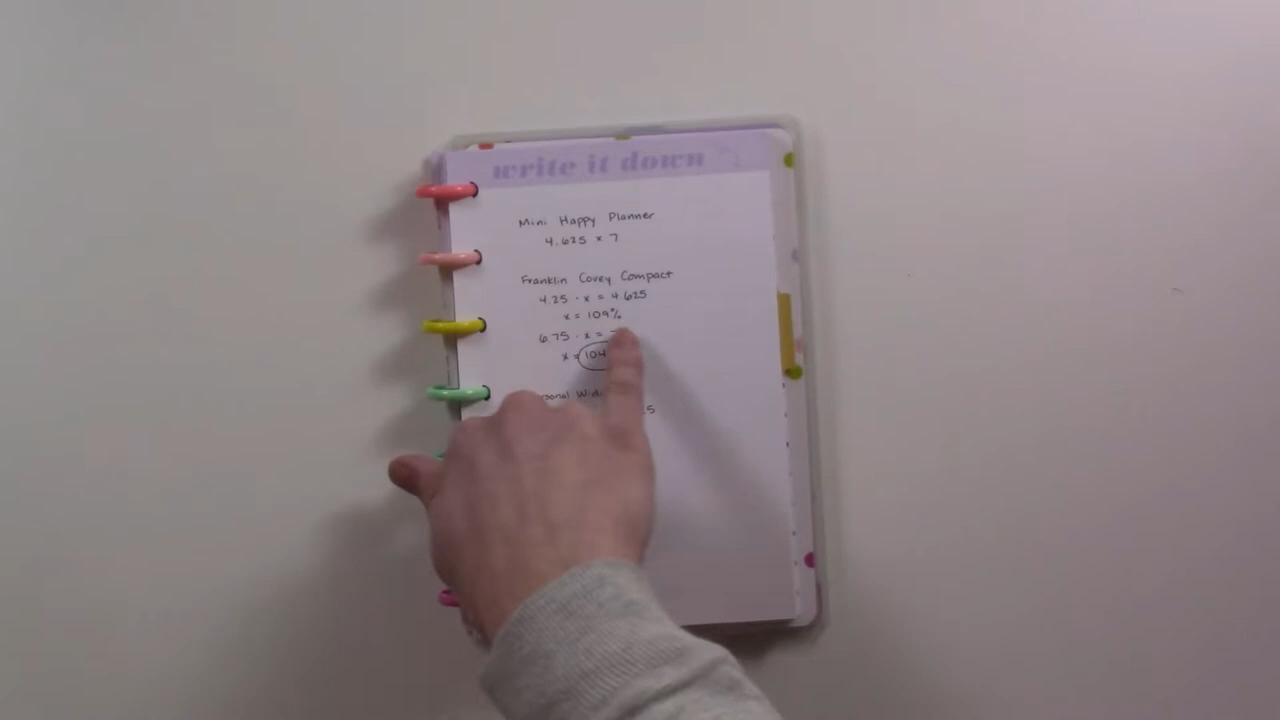 write it down
Mini Happy Planner
4.625 x 7
Franklin Covey Compact
4.25 · x = 4.625
x = 109%
6.75 · x =
x = 104